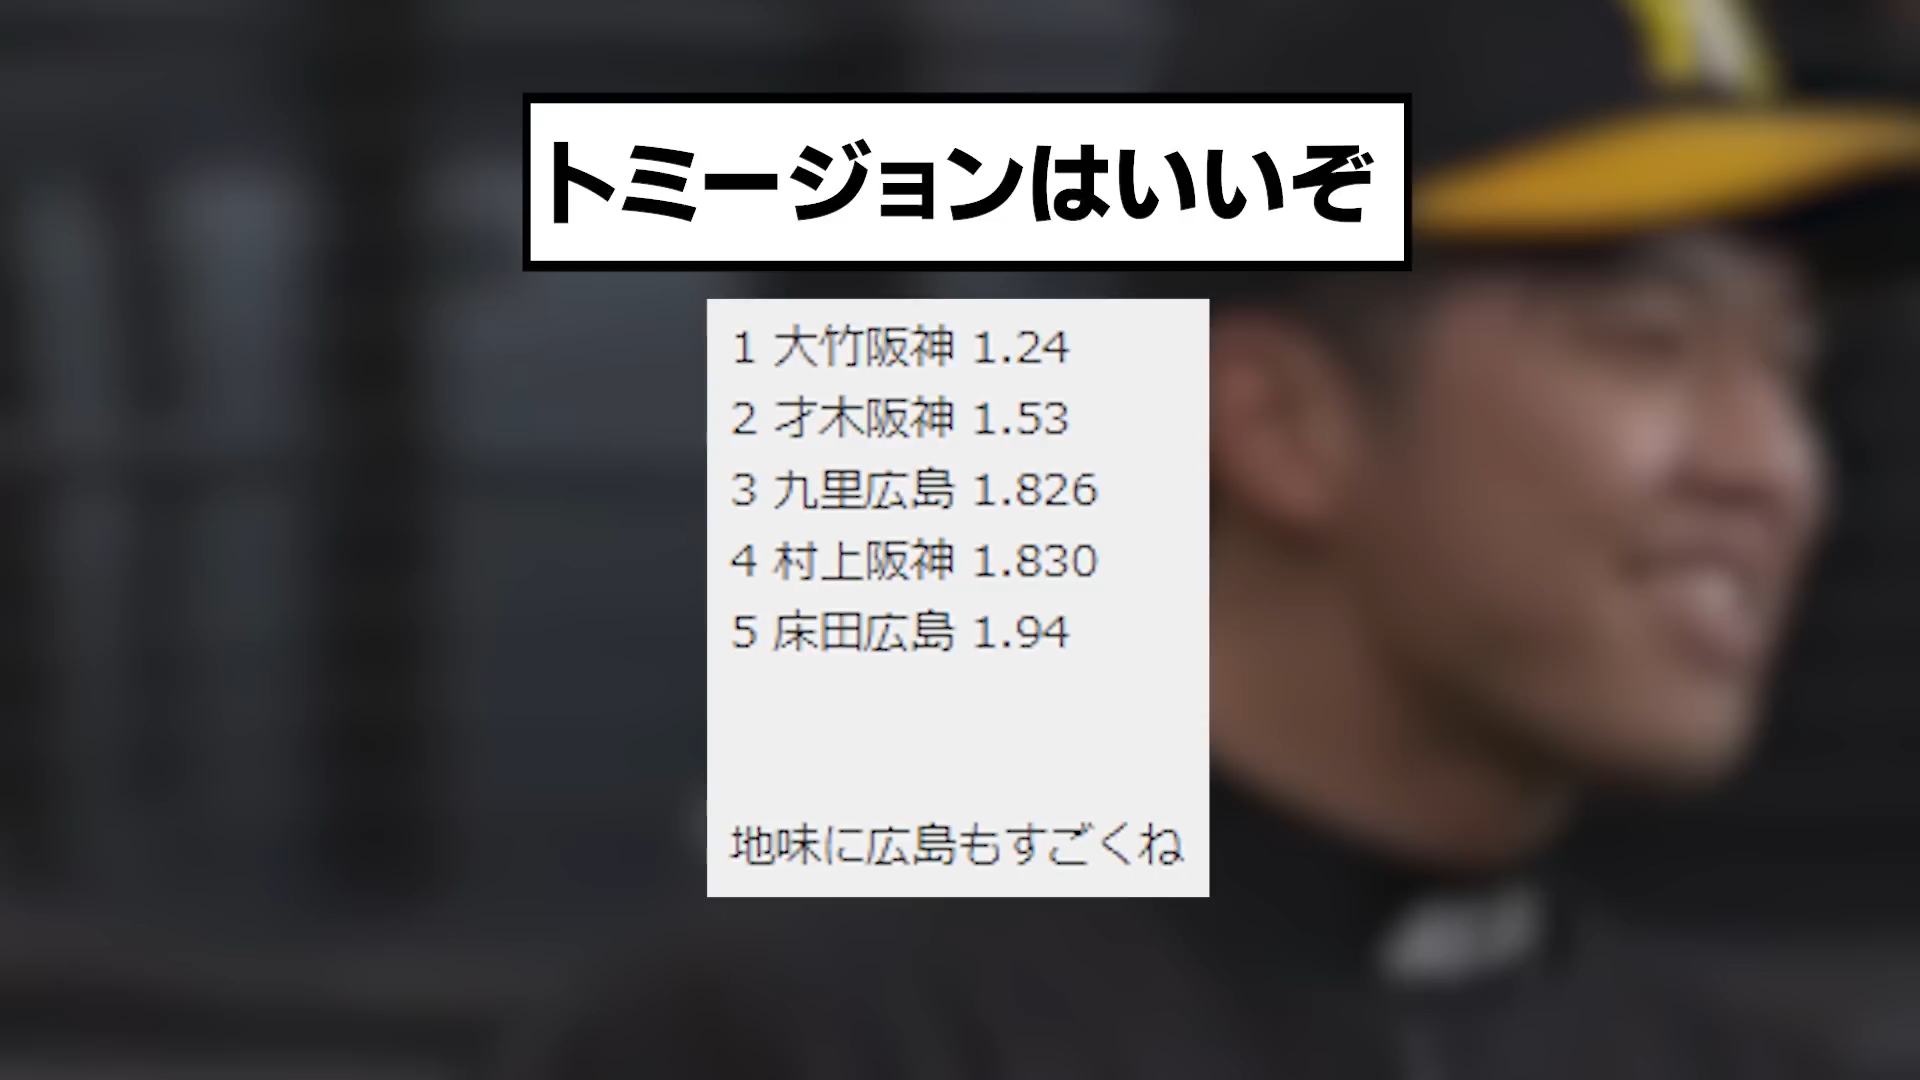 トミージョンはいいぞ
1 大竹阪神 1.24
2 才木阪神 1.53
3 九里広島 1.826
4 村上阪神 1.830
5 床田広島 1.94
地味に広島もすごくね